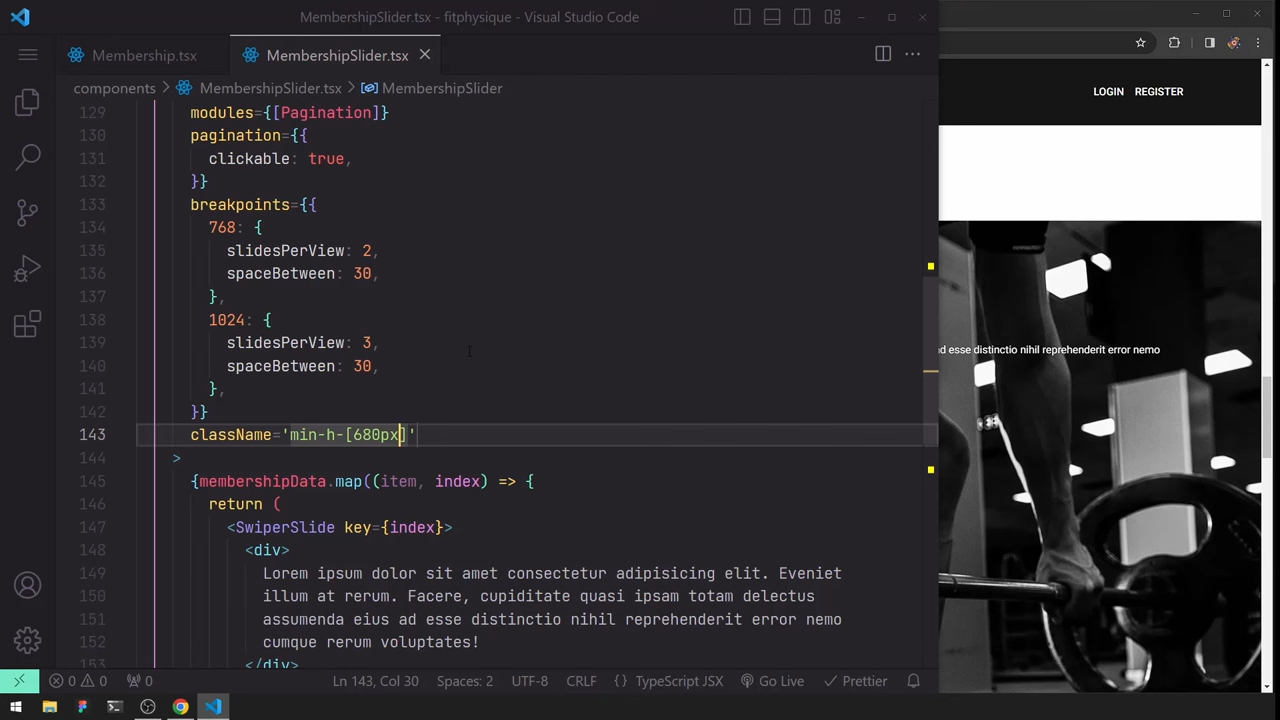 MembershipSlider.tsx - fitphysique - Visual Studio Code
Membership.tsx
MembershipSlider.tsx
components > MembershipSlider.tsx > MembershipSlider
129 modules={[Pagination]}
130 pagination={{
131 clickable: true,
132 }}
133 breakpoints={{
134 768: {
135 slidesPerView: 2,
136 spaceBetween: 30,
137 },
138 1024: {
139 slidesPerView: 3,
140 spaceBetween: 30,
141 },
142 }}
143 className='min-h-[680px]'
144 >
145 {membershipData.map((item, index) => {
146 return (
147 <SwiperSlide key={index}>
148 <div>
149 Lorem ipsum dolor sit amet consectetur adipisicing elit. Eveniet
150 illum at rerum. Facere, cupiditate quasi ipsam totam delectus
151 assumenda eius ad esse distinctio nihil reprehenderit error nemo
152 cumque rerum voluptates!
153 </div>
0 0 0 Ln 143, Col 30 Spaces: 2 UTF-8 CRLF {} TypeScript JSX Go Live Prettier
LOGIN REGISTER
ad esse distinctio nihil reprehenderit error nemo